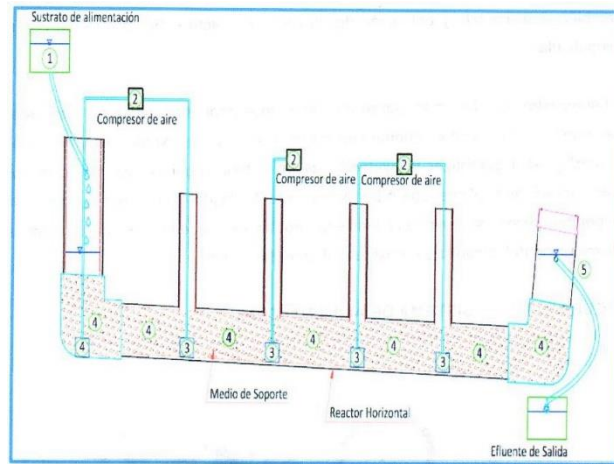 Sustrato de alimentación
1
2
Compresor de aire
2
Compresor de aire
2
Compresor de aire
5
4
4
4
4
4
4
4
4
3
3
3
3
Medio de Soporte
Reactor Horizontal
Efluente de Salida